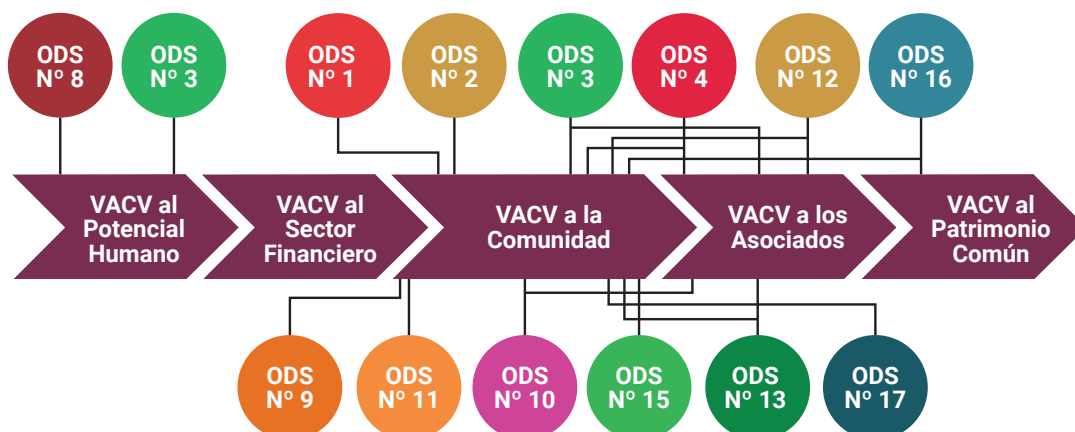 ODS
Nº 8
ODS
Nº 3
ODS
Nº 1
ODS
Nº 2
ODS
Nº 3
ODS
Nº 4
ODS
Nº 12
ODS
Nº 16
VACV al
Potencial
Humano
VACV al
Sector
Financiero
VACV a la
Comunidad
VACV a los
Asociados
VACV al
Patrimonio
Común
ODS
Nº 9
ODS
Nº 11
ODS
Nº 10
ODS
Nº 15
ODS
Nº 13
ODS
Nº 17